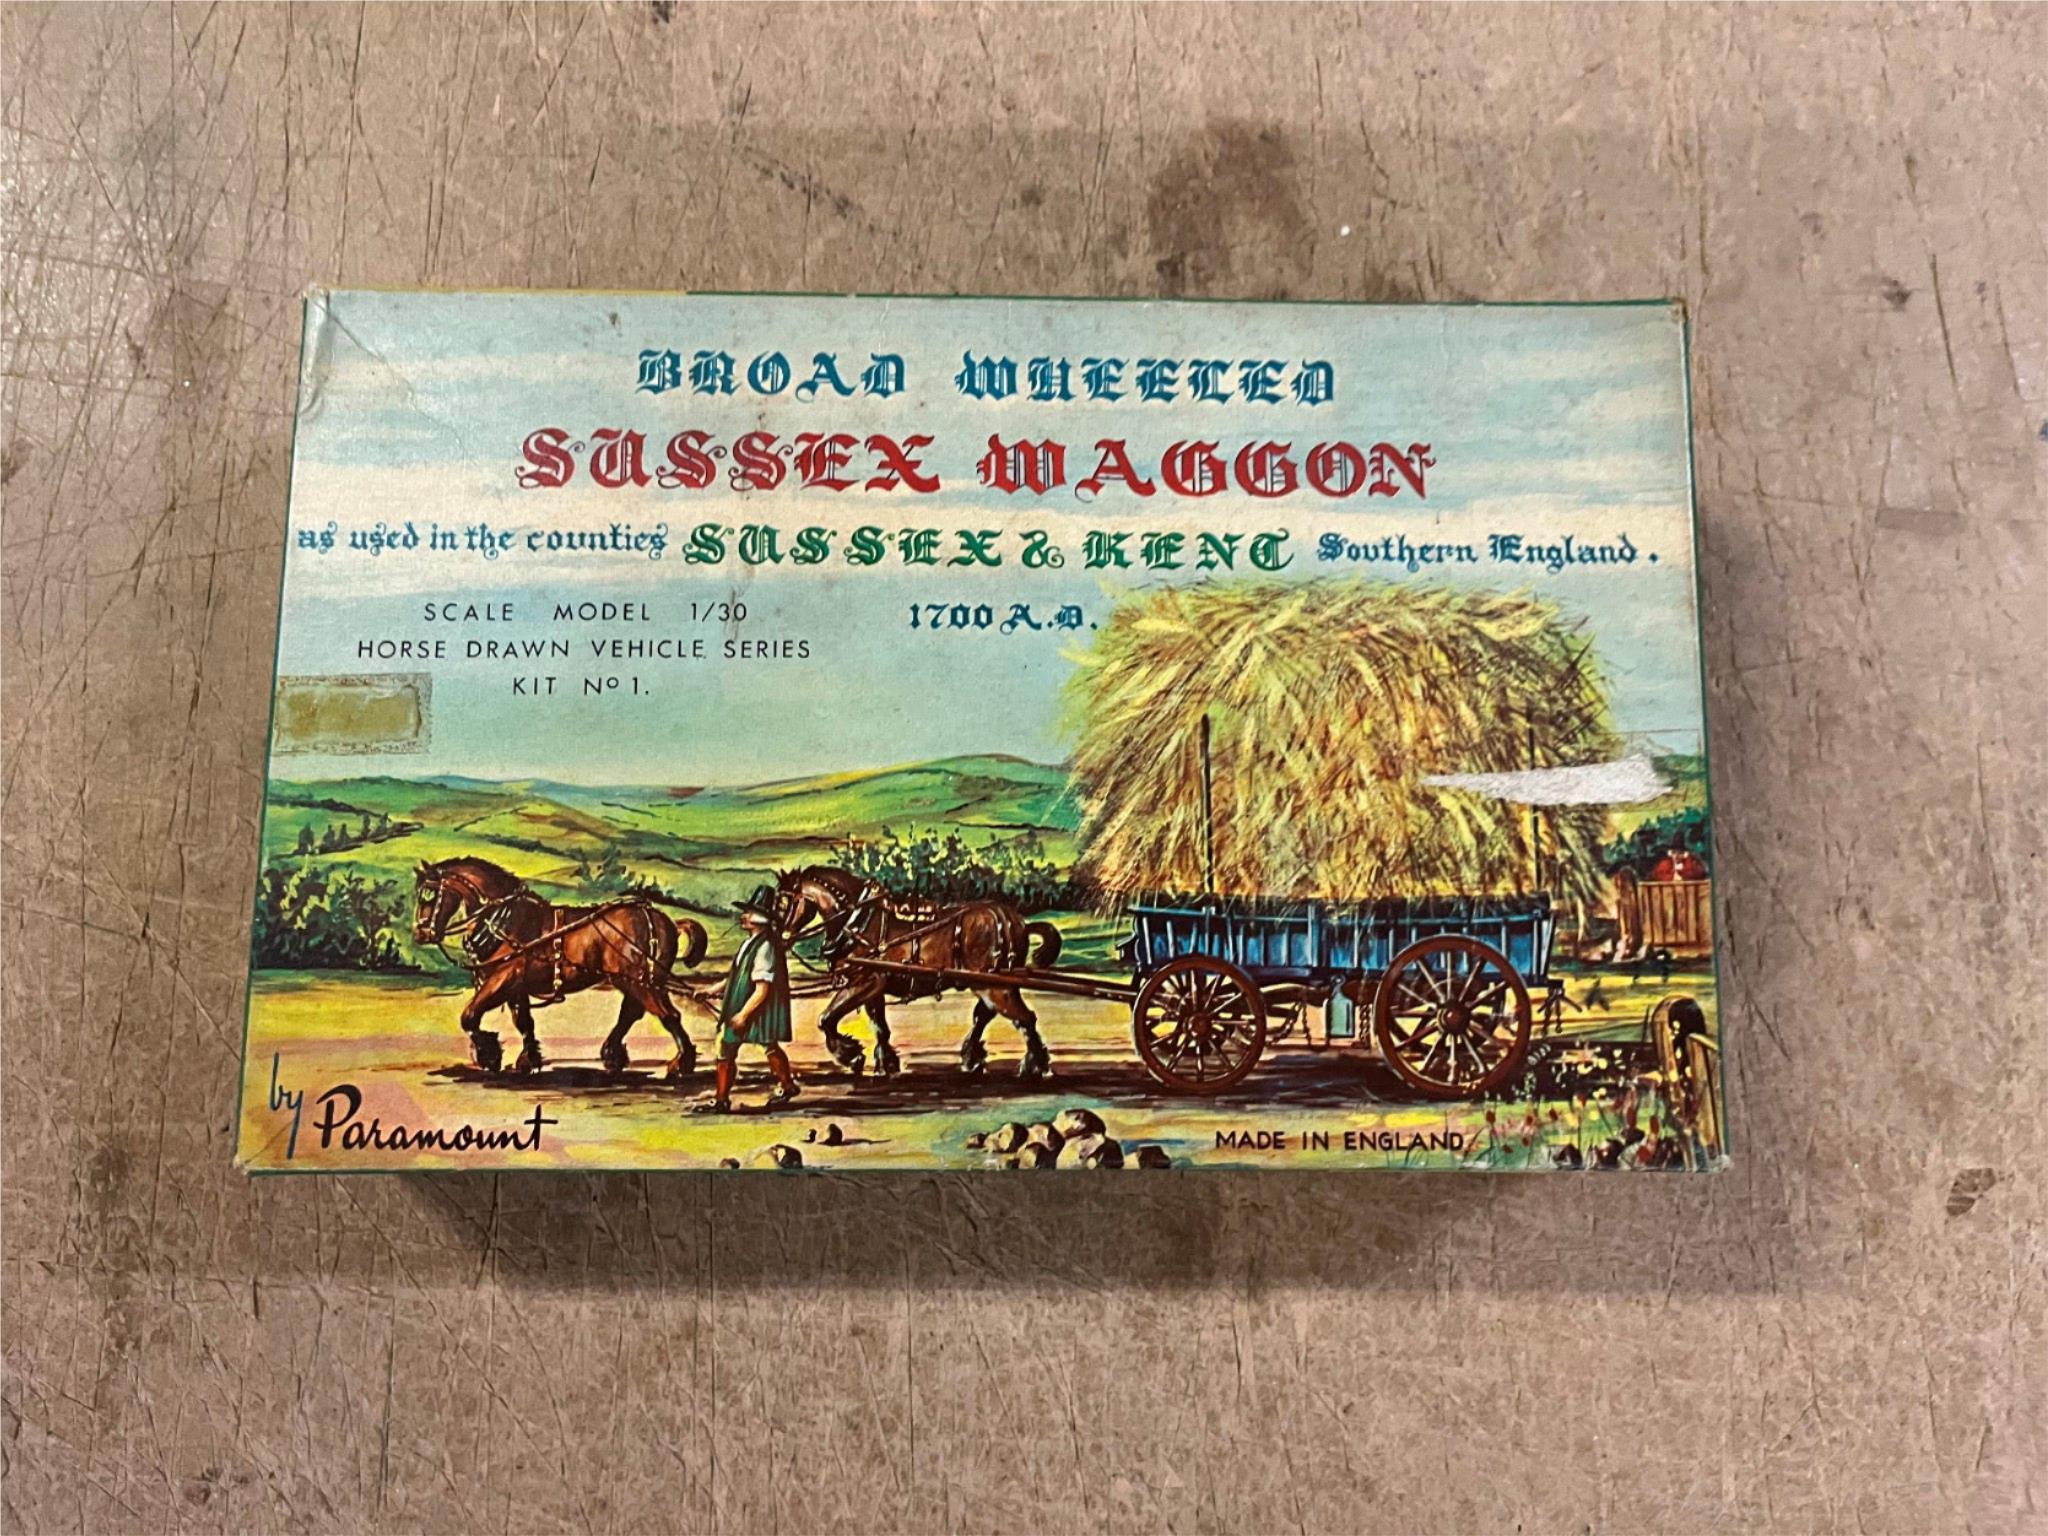 BROAD WHEELED
SUSSEX WAGGON
as used in the counties SUSSEX & KENT Southern England.
SCALE MODEL 1/30
1700 A.D.
HORSE DRAWN VEHICLE SERIES
KIT Nº 1.
by Paramount
MADE IN ENGLAND